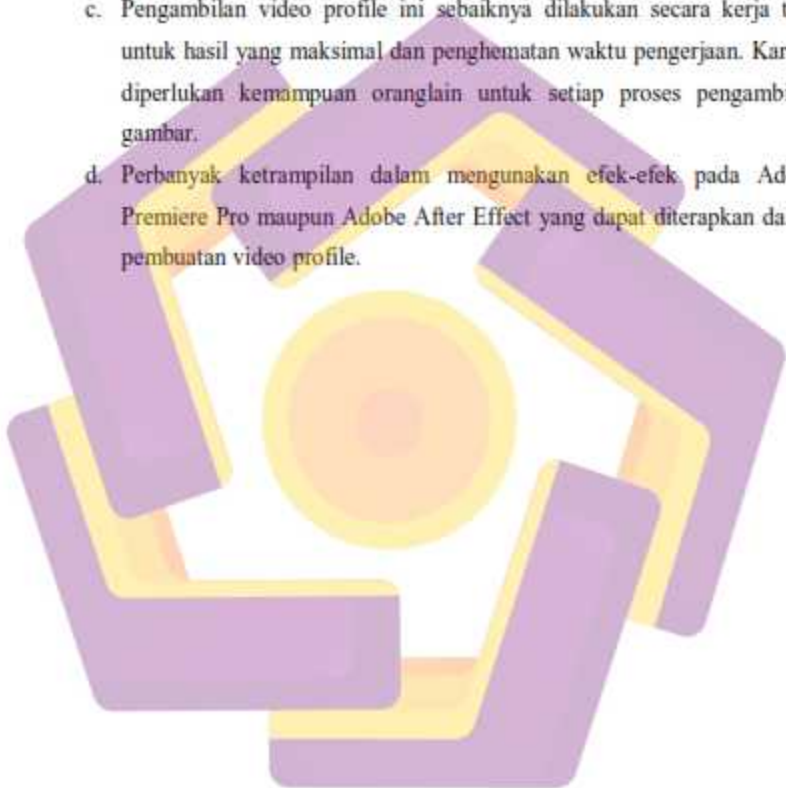 c. Pengambilan video profile ini sebaiknya dilakukan secara kerja t
untuk hasil yang maksimal dan penghematan waktu pengerjaan. Kar
diperlukan kemampuan oranglain untuk setiap proses pengambi
gambar.
d. Perbanyak ketrampilan dalam mengunakan efek-efek pada Ad
Premiere Pro maupun Adobe After Effect yang dapat diterapkan da
pembuatan video profile.